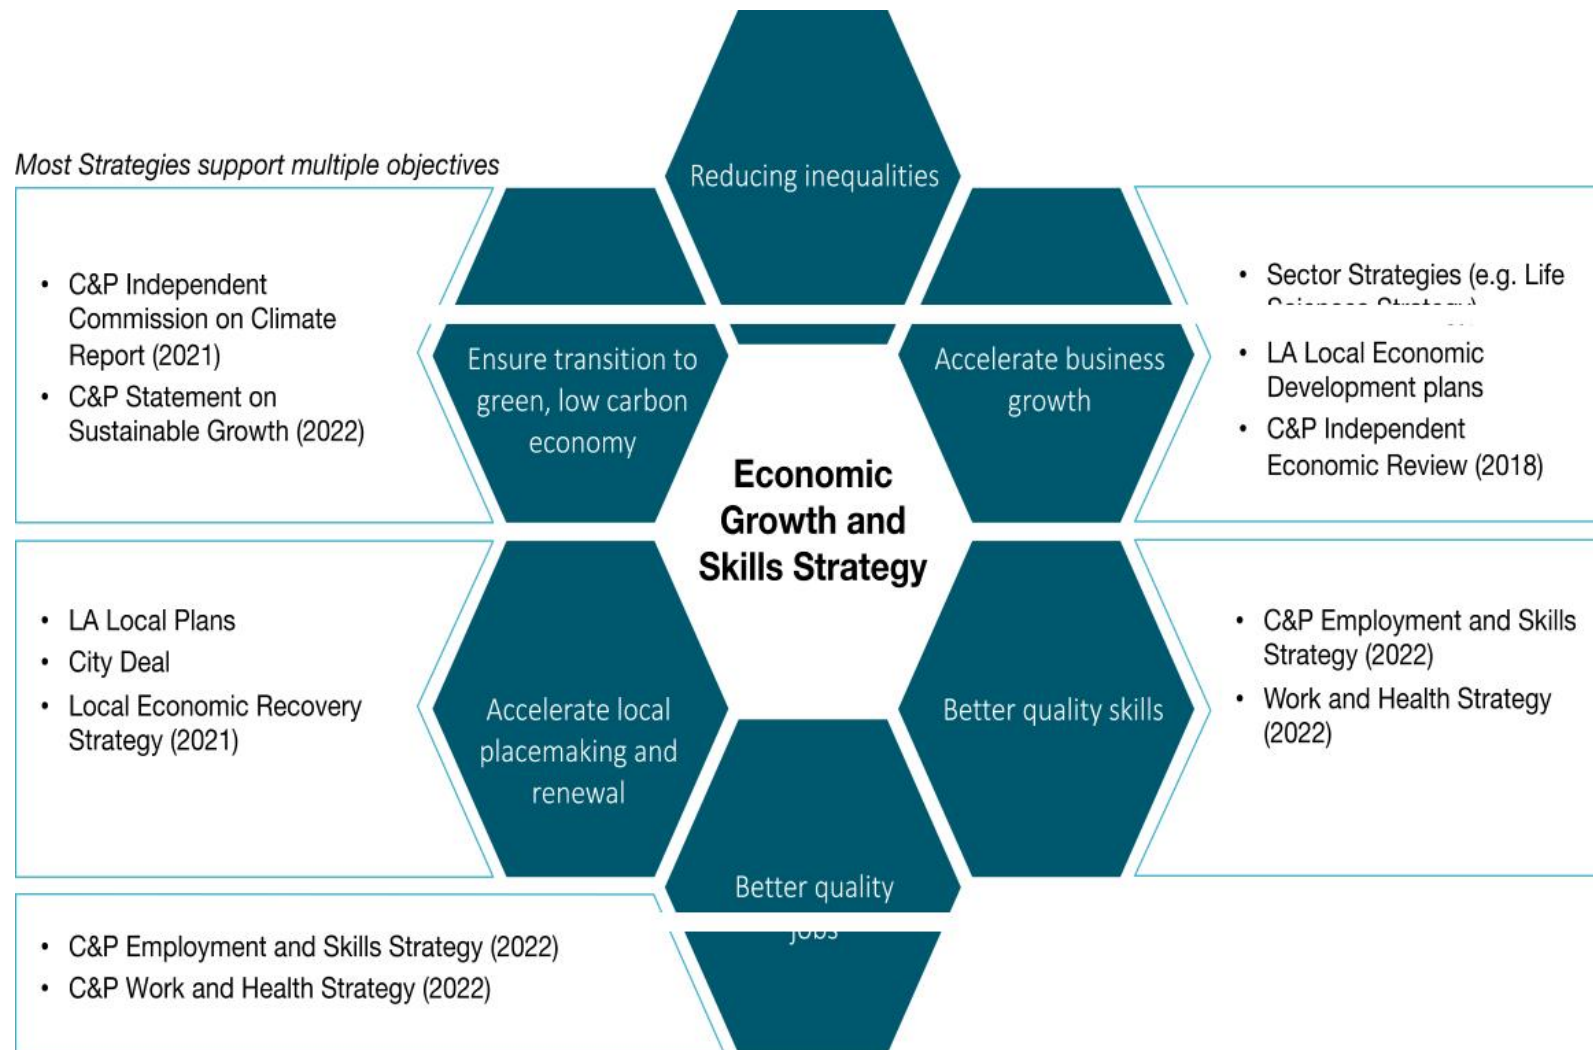 Reducing inequalities
Most Strategies support multiple objectives
• C&P Independent
Commission on Climate
Report (2021)
• C&P Statement on
Sustainable Growth (2022)
Ensure transition to
green, low carbon
economy
Accelerate business
growth
• Sector Strategies (e.g. Life
• LA Local Economic
Development plans
• C&P Independent
Economic Review (2018)
Economic
Growth and
Skills Strategy
• LA Local Plans
• City Deal
• Local Economic Recovery
Strategy (2021)
Accelerate local
placemaking and
renewal
Better quality skills
• C&P Employment and Skills
Strategy (2022)
• Work and Health Strategy
(2022)
Better quality
jobs
• C&P Employment and Skills Strategy (2022)
• C&P Work and Health Strategy (2022)